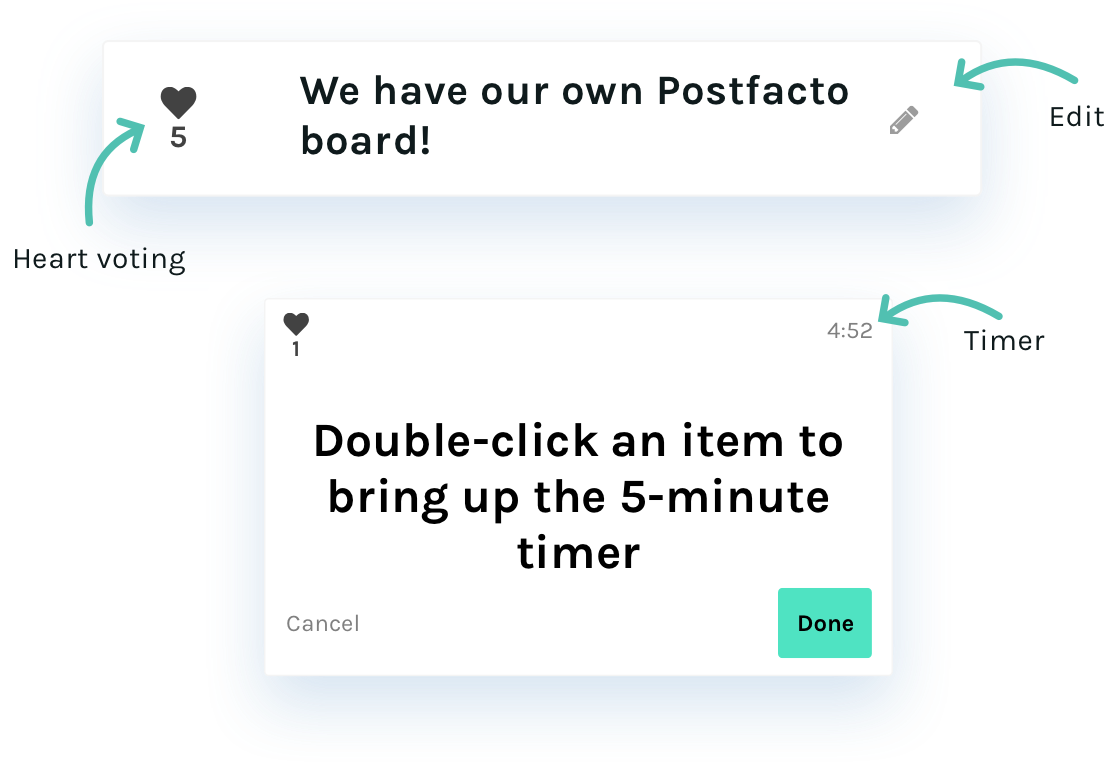 We have our own Postfacto
board!
5
Edit
Heart voting
1
4:52
Timer
Double-click an item to
bring up the 5-minute
timer
Cancel
Done